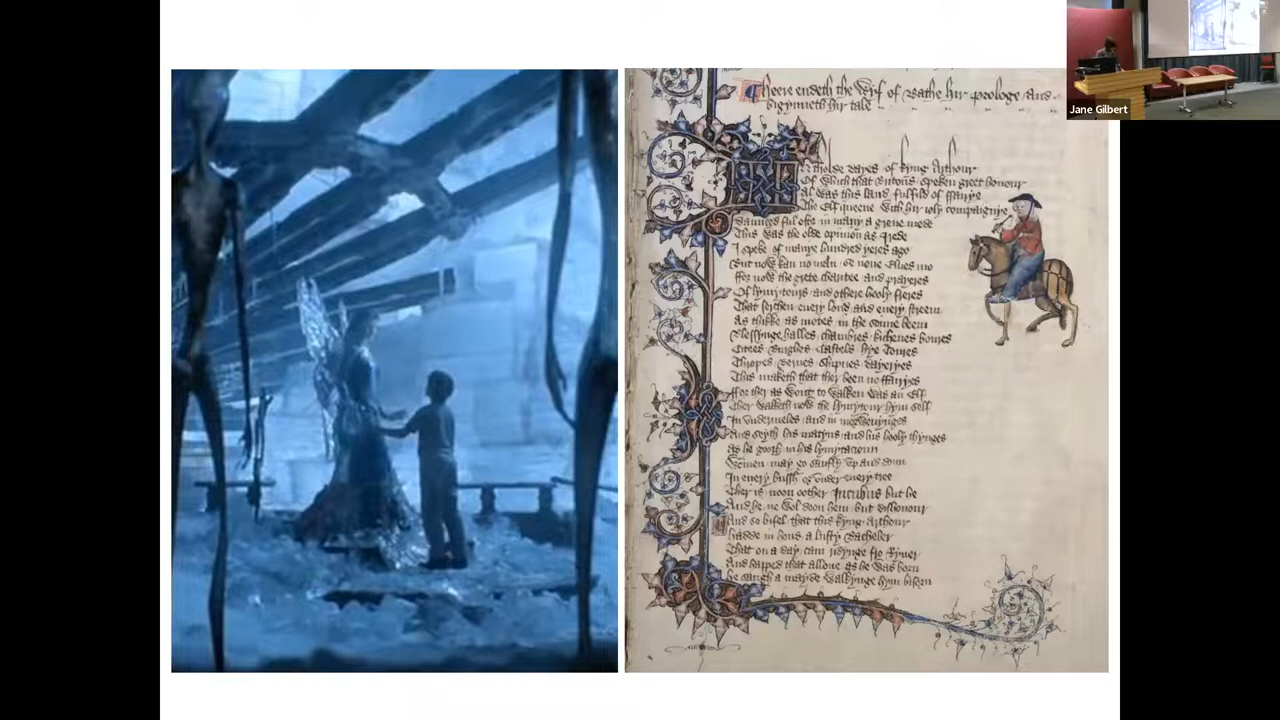 Heere endeth the Wyf of Bathe hir prologe And
bigynneth hir tale
In tholde dayes of kyng Arthour
Of which that Britons speken greet honour
Al was this land fulfild of ffairye
The Elf queene with hir ioly compaignye
Daunced ful ofte in many a grene mede
This was the olde opinion as I rede
I speke of manye hundred yeres ago
But now kan no man se none Elues mo
ffor now the grete charitee and prayeres
Of lymytours and othere hooly freres
That serchen euery lond and euery streem
As thikke as motes in the sonne beem
Blessynge halles chambres kichenes boures
Citees Burghes Castels hye Toures
Thropes Bernes Shipnes dayeryes
This maketh that ther been no ffairyes
ffor ther as wont to walken was an Elf
Ther walketh now the lymytour hym self
In vndermeles and in morwenynges
And seyth his matyns and his hooly thynges
As he gooth in his lymytacioun
Wommen may go saufly vp and doun
In euery bussh or vnder euery tree
Ther is noon oother Incubus but he
And he ne wol doon hem but dishonour
And so bifel that this kyng Arthour
Hadde in hous a lusty Bacheler
That on a day cam ridynge fro Ryuer
And happed that allone as he was born
He saugh a mayde walkynge hym biforn
Jane Gilbert